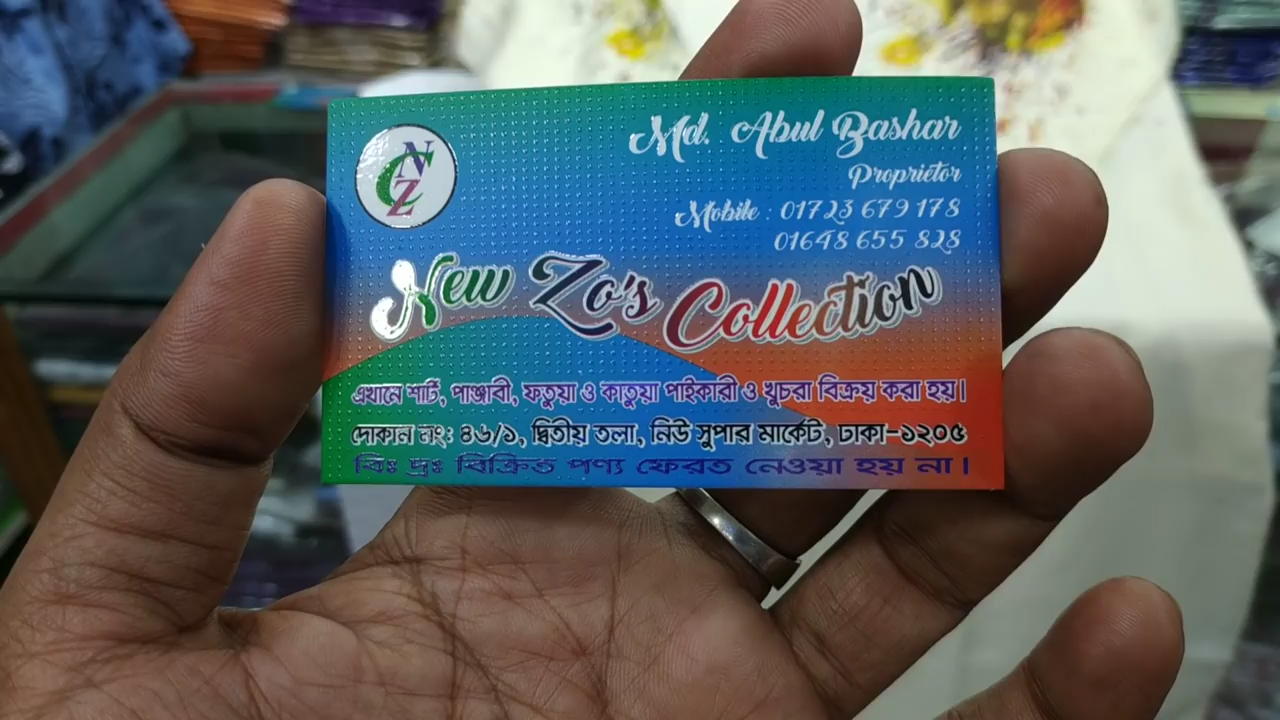 NCZ
Md. Abul Bashar
Proprietor
Mobile : 01723 679 178
01648 655 828
New Zo's Collection
এখানে শার্ট, পাঞ্জাবী, ফতুয়া ও কাতুয়া পাইকারী ও খুচরা বিক্রয় করা হয়।
দোকান নং: ৪৬/১, দ্বিতীয় তলা, নিউ সুপার মার্কেট, ঢাকা-১২০৫
বিঃ দ্রঃ বিক্রিত পণ্য ফেরত নেওয়া হয় না।